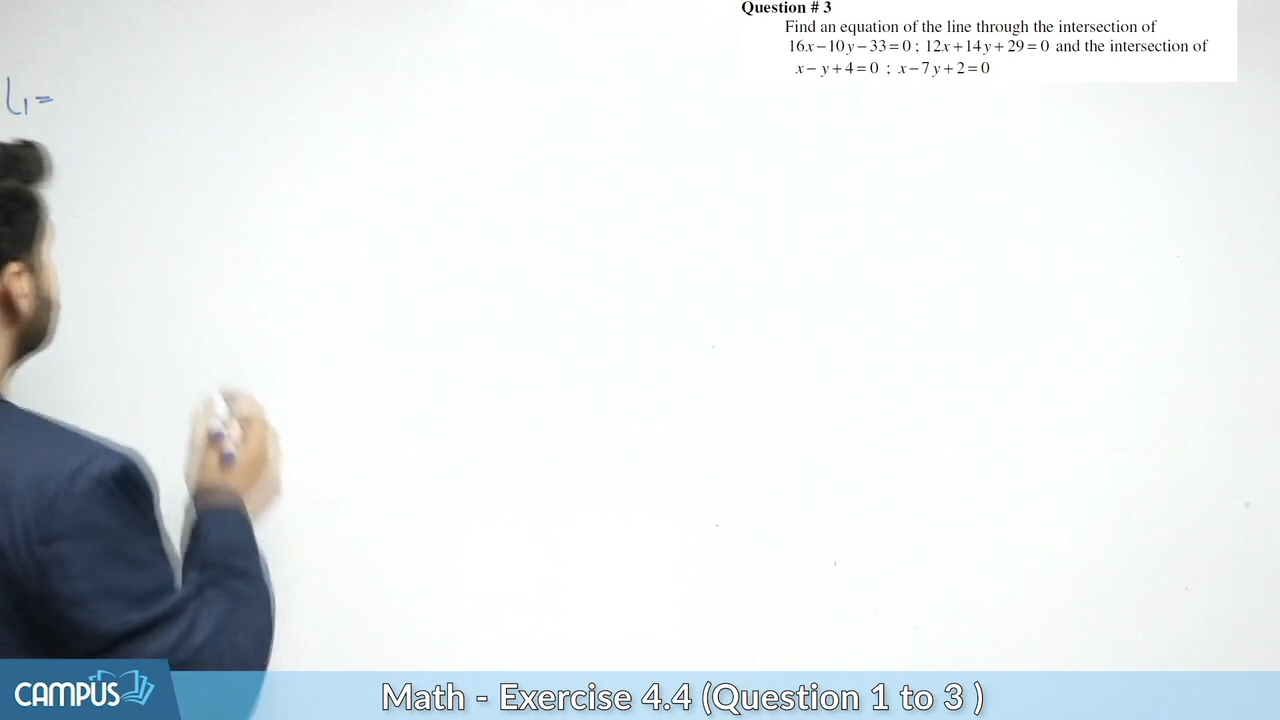 Question # 3
Find an equation of the line through the intersection of
16x−10y−33=0 ; 12x+14y+29=0 and the intersection of
x− y+4=0 ; x−7y+2=0
l₁=
CAMPUS
Math - Exercise 4.4 (Question 1 to 3 )